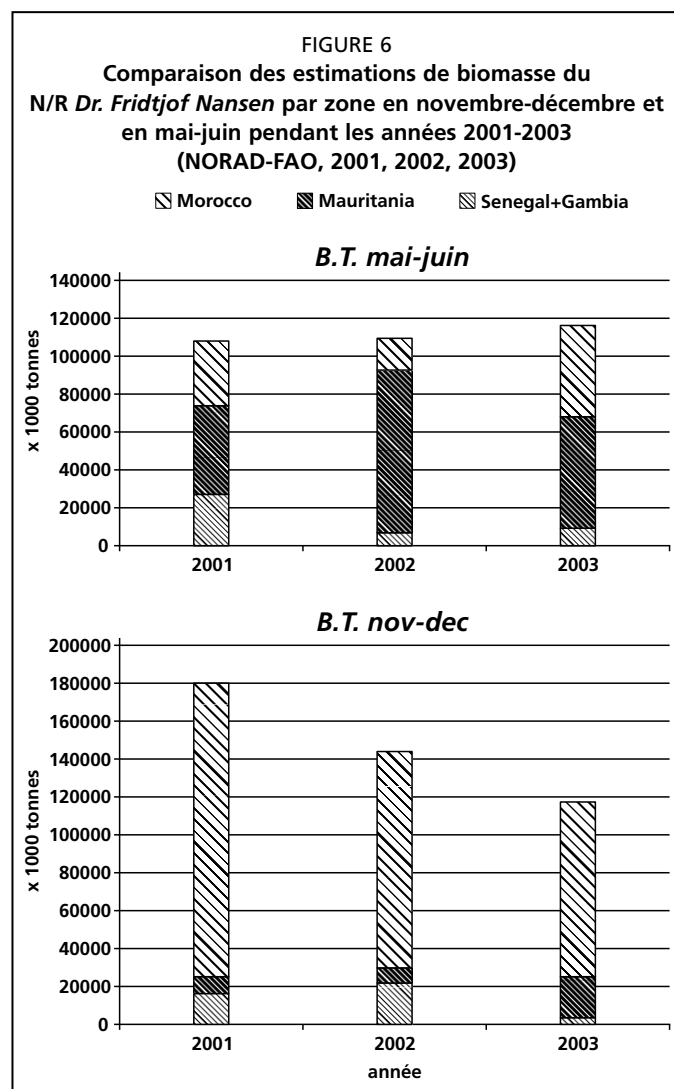 FIGURE 6
Comparaison des estimations de biomasse du
N/R Dr. Fridtjof Nansen par zone en novembre-décembre et
en mai-juin pendant les années 2001-2003
(NORAD-FAO, 2001, 2002, 2003)
Morocco Mauritania Senegal+Gambia
B.T. mai-juin
x 1000 tonnes
140000
120000
100000
80000
60000
40000
20000
0
2001 2002 2003
B.T. nov-dec
x 1000 tonnes
200000
180000
160000
140000
120000
100000
80000
60000
40000
20000
0
2001 2002 2003
année